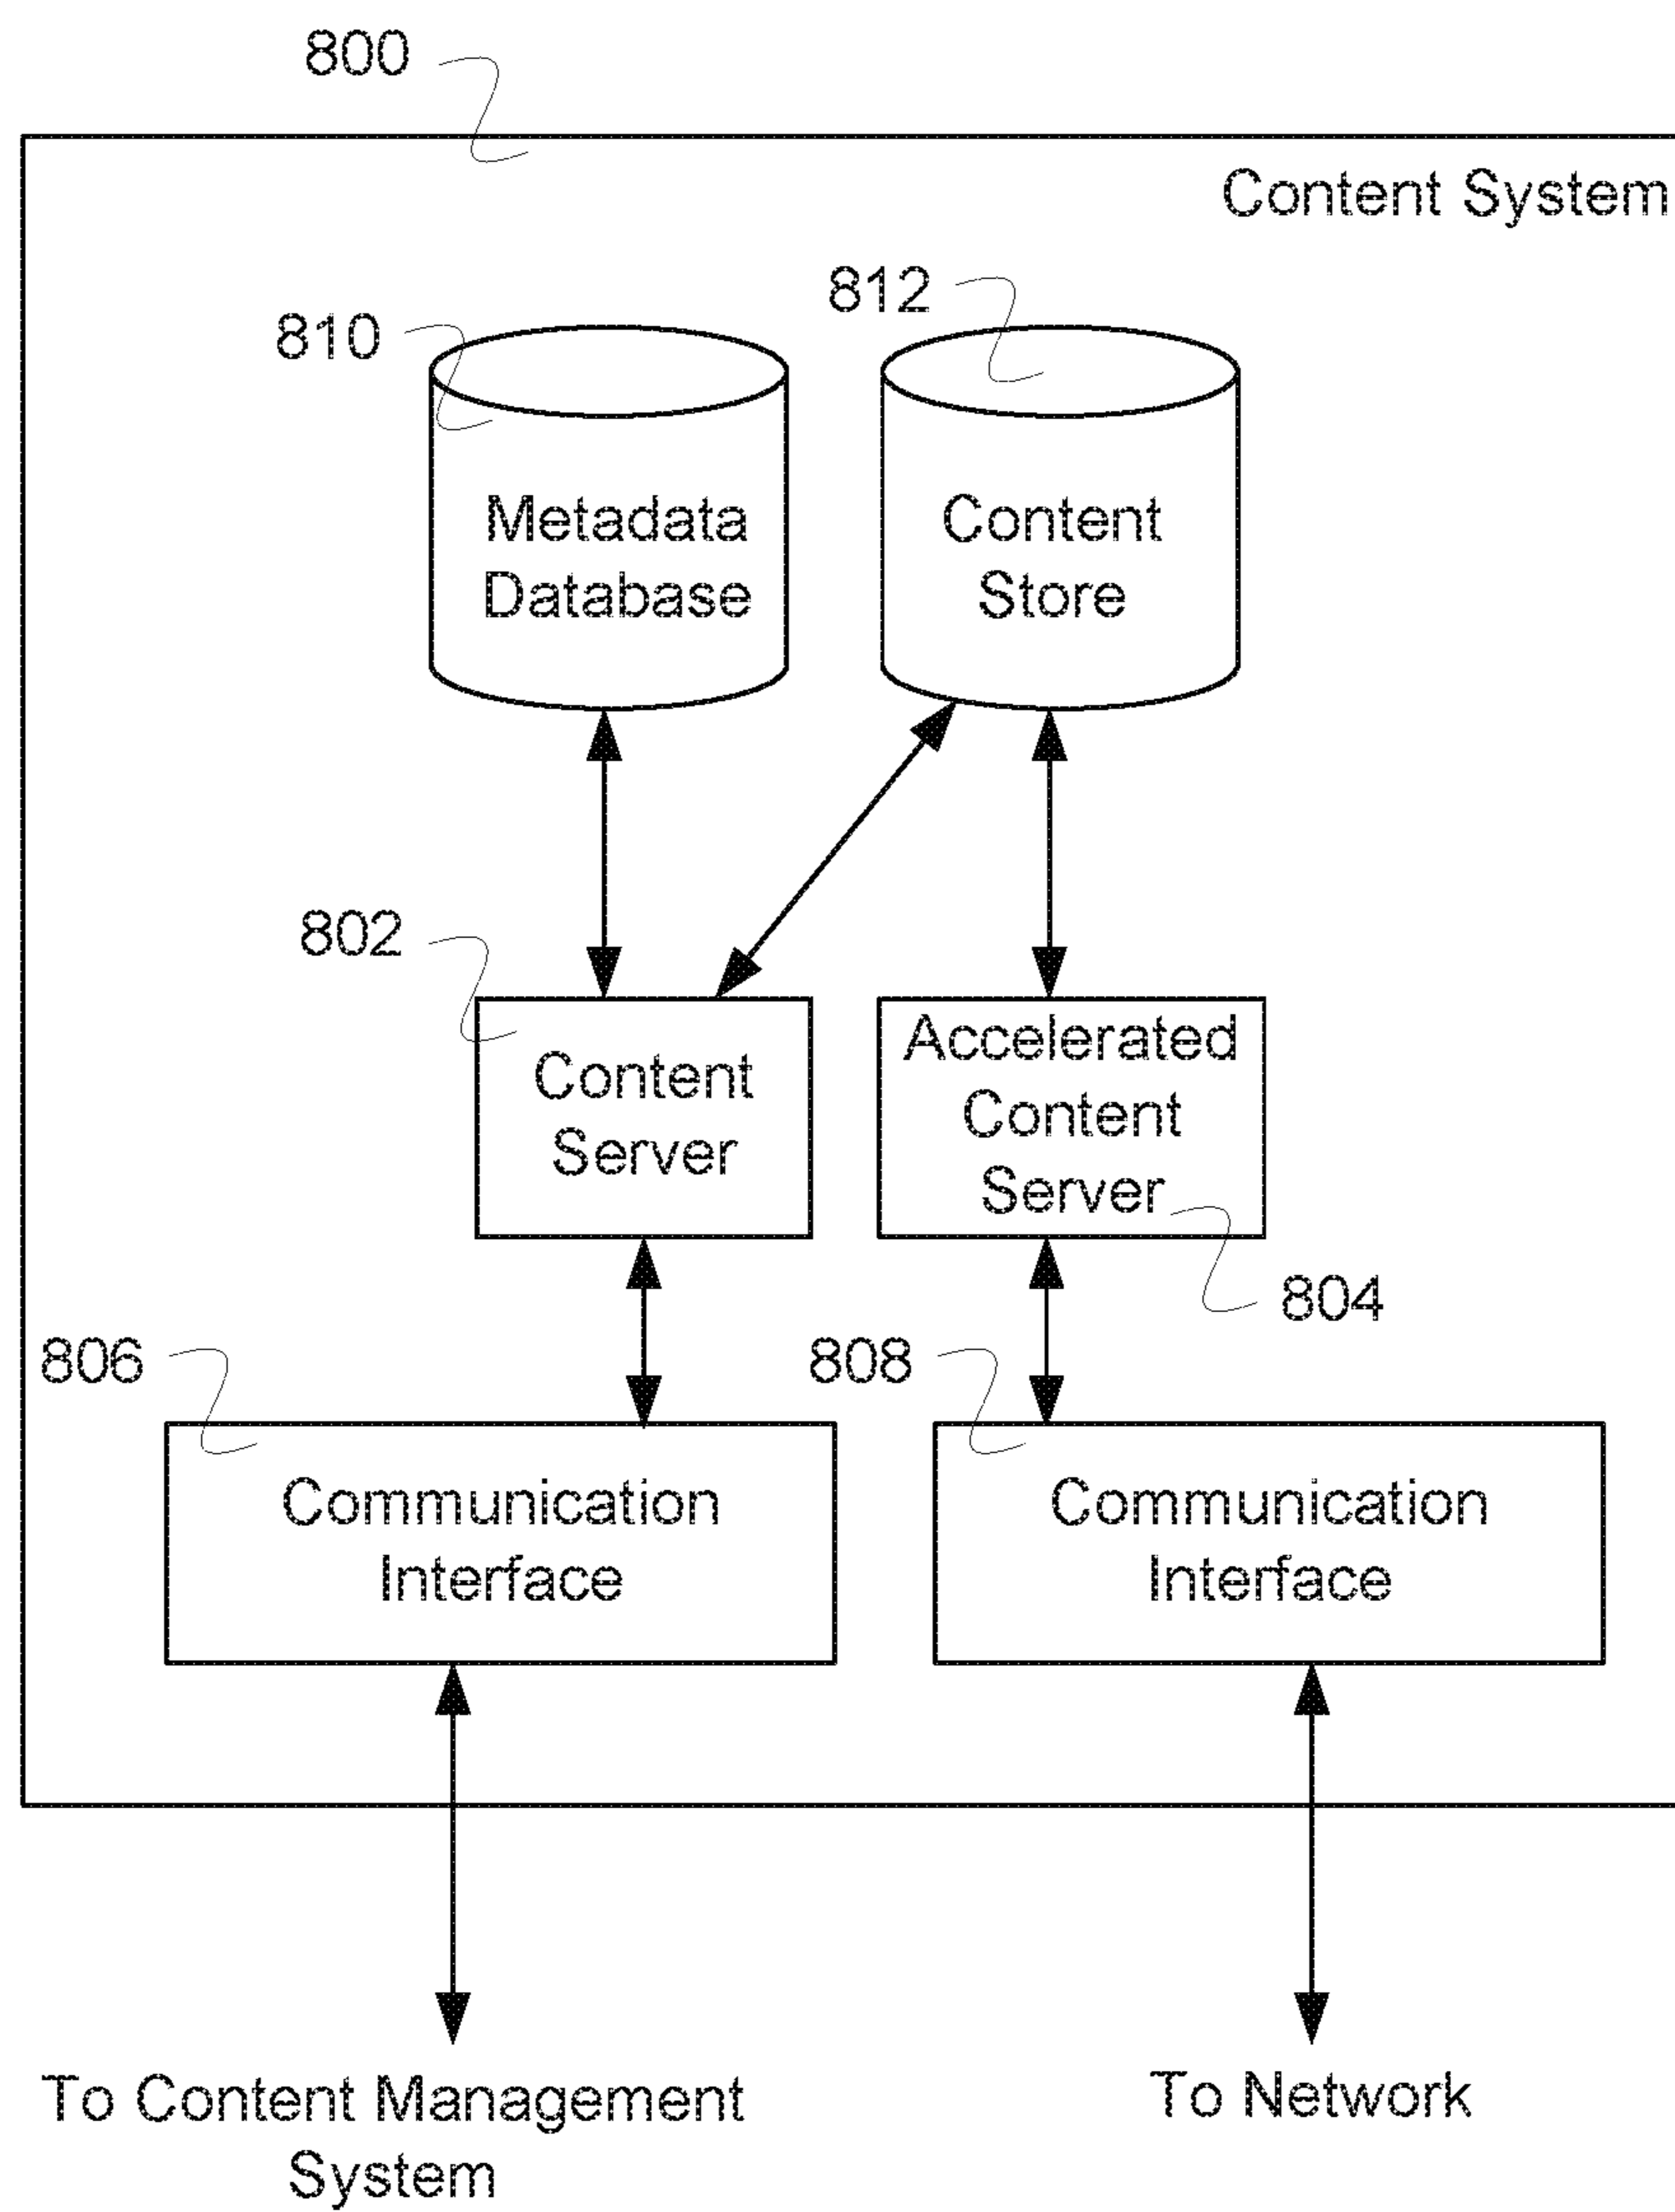 800
Content System
812
810
Metadata
Database
Content
Store
802
Content
Server
Accelerated
Content
Server
804
806
808
Communication
Interface
Communication
Interface
To Content Management
System
To Network